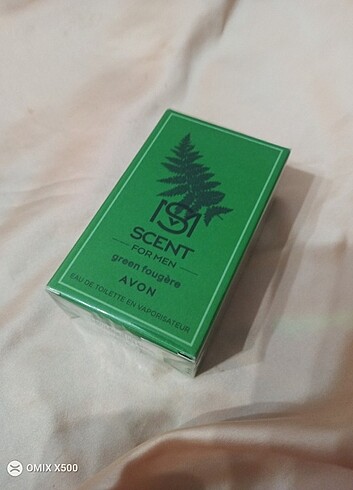 SCENT
FOR MEN
green fougère
AVON
EAU DE TOILETTE EN VAPORISATEUR
OMIX X500